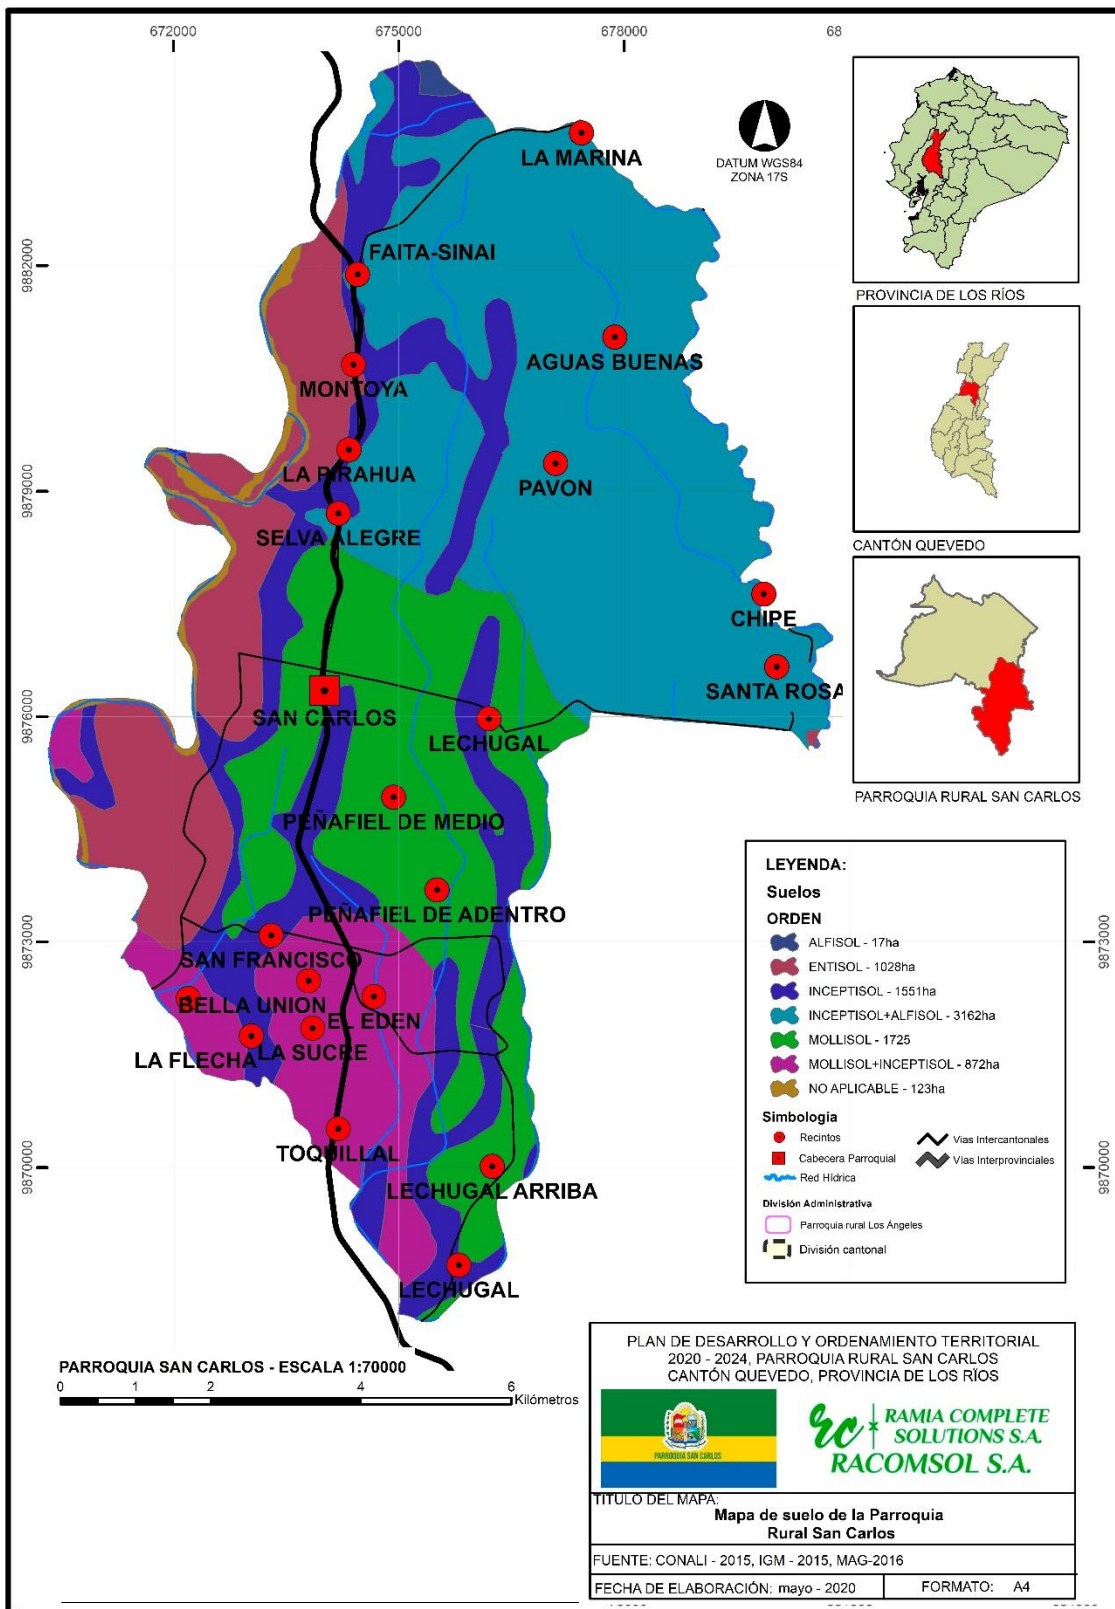 672000
675000
678000
68
LA MARINA
DATUM WGS84
ZONA 17S
FAITA-SINAI
9882000
AGUAS BUENAS
MONTOYA
LA PIRAHUA
PAVON
9879000
SELVA ALEGRE
CHIPE
SANTA ROSA
SAN CARLOS
9876000
LECHUGAL
PEÑAFIEL DE MEDIO
PEÑAFIEL DE ADENTRO
9873000
9873000
SAN FRANCISCO
BELLA UNION
EL EDEN
LA FLECHA
LA SUCRE
TOQUILLAL
9870000
9870000
LECHUGAL ARRIBA
LECHUGAL
PROVINCIA DE LOS RÍOS
CANTÓN QUEVEDO
PARROQUIA RURAL SAN CARLOS
LEYENDA:
Suelos
ORDEN
ALFISOL - 17ha
ENTISOL - 1028ha
INCEPTISOL - 1551ha
INCEPTISOL+ALFISOL - 3162ha
MOLLISOL - 1725
MOLLISOL+INCEPTISOL - 872ha
NO APLICABLE - 123ha
Simbología
Recintos
Vías Intercantonales
Cabecera Parroquial
Vías Interprovinciales
Red Hídrica
División Administrativa
Parroquia rural Los Ángeles
División cantonal
PARROQUIA SAN CARLOS - ESCALA 1:70000
0 1 2 4 6
Kilómetros
PLAN DE DESARROLLO Y ORDENAMIENTO TERRITORIAL
2020 - 2024, PARROQUIA RURAL SAN CARLOS
CANTÓN QUEVEDO, PROVINCIA DE LOS RÏOS
PARROQUIA SAN CARLOS
rc RAMIA COMPLETE
SOLUTIONS S.A.
RACOMSOL S.A.
TITULO DEL MAPA:
Mapa de suelo de la Parroquia
Rural San Carlos
FUENTE: CONALI - 2015, IGM - 2015, MAG-2016
FECHA DE ELABORACIÓN: mayo - 2020
FORMATO: A4